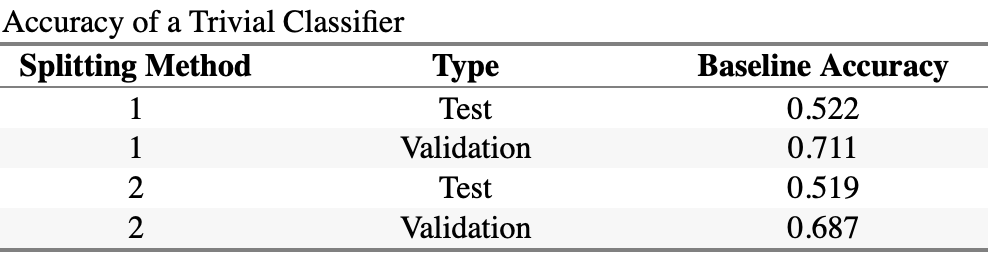 Accuracy of a Trivial Classifier
Splitting Method Type Baseline Accuracy
1 Test 0.522
1 Validation 0.711
2 Test 0.519
2 Validation 0.687